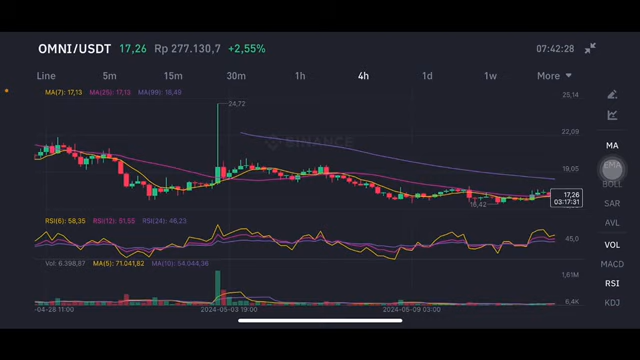 OMNI/USDT 17,26 Rp 277.130,7 +2,55% 07:42:28
Line 5m 15m 30m 1h 4h 1d 1w More
MA(7): 17,13 MA(25): 17,13 MA(99): 18,49
25,14
24,72
22,09
BINANCE
19,05
17,26
03:17:31
16,42
MA
EMA
BOLL
SAR
AVL
VOL
MACD
RSI
KDJ
RSI(6): 58,35 RSI(12): 51,55 RSI(24): 46,23
45,0
Vol: 6.398,87 MA(5): 71.041,82 MA(10): 54.044,36
1,61M
6,4K
-04-28 11:00 2024-05-03 19:00 2024-05-09 03:00